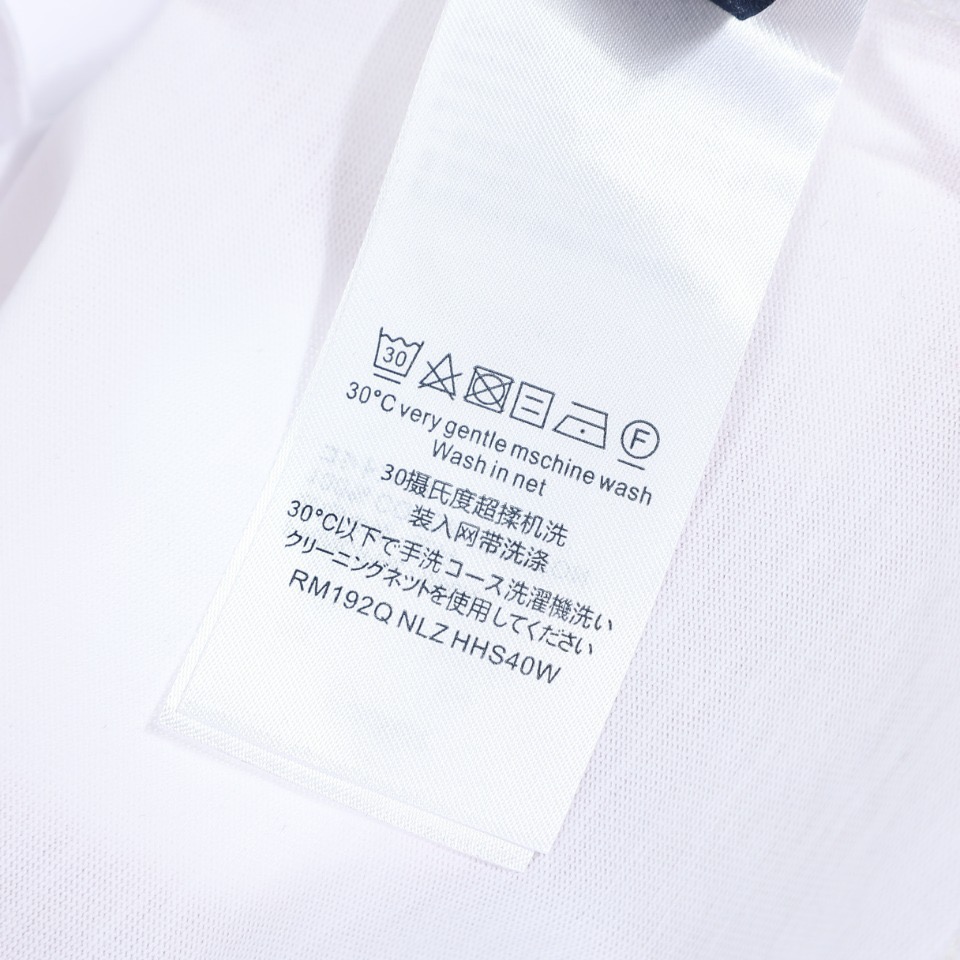 30
F
30°C very gentle mschine wash
Wash in net
30摄氏度超揉机洗
装入网带洗涤
30°C以下で手洗コース洗濯機洗い
クリーニングネットを使用してください
RM192Q NLZ HHS40W